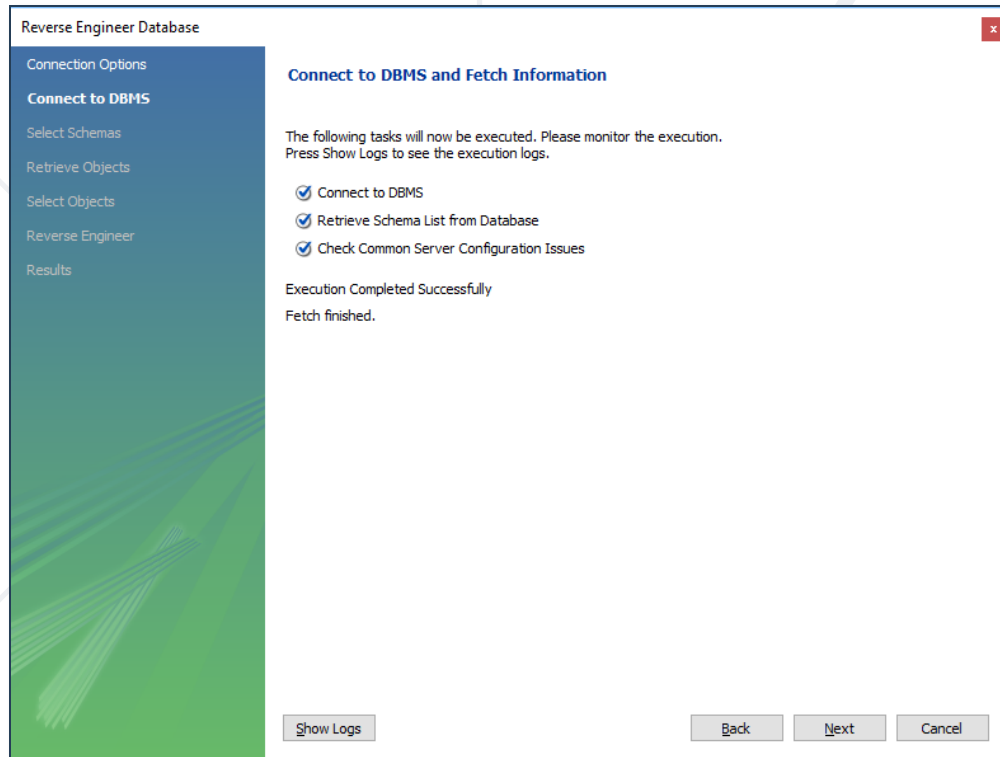 Reverse Engineer Database
x
Connection Options
Connect to DBMS
Select Schemas
Retrieve Objects
Select Objects
Reverse Engineer
Results
Connect to DBMS and Fetch Information
The following tasks will now be executed. Please monitor the execution.
Press Show Logs to see the execution logs.
Connect to DBMS
Retrieve Schema List from Database
Check Common Server Configuration Issues
Execution Completed Successfully
Fetch finished.
Show Logs
Back
Next
Cancel